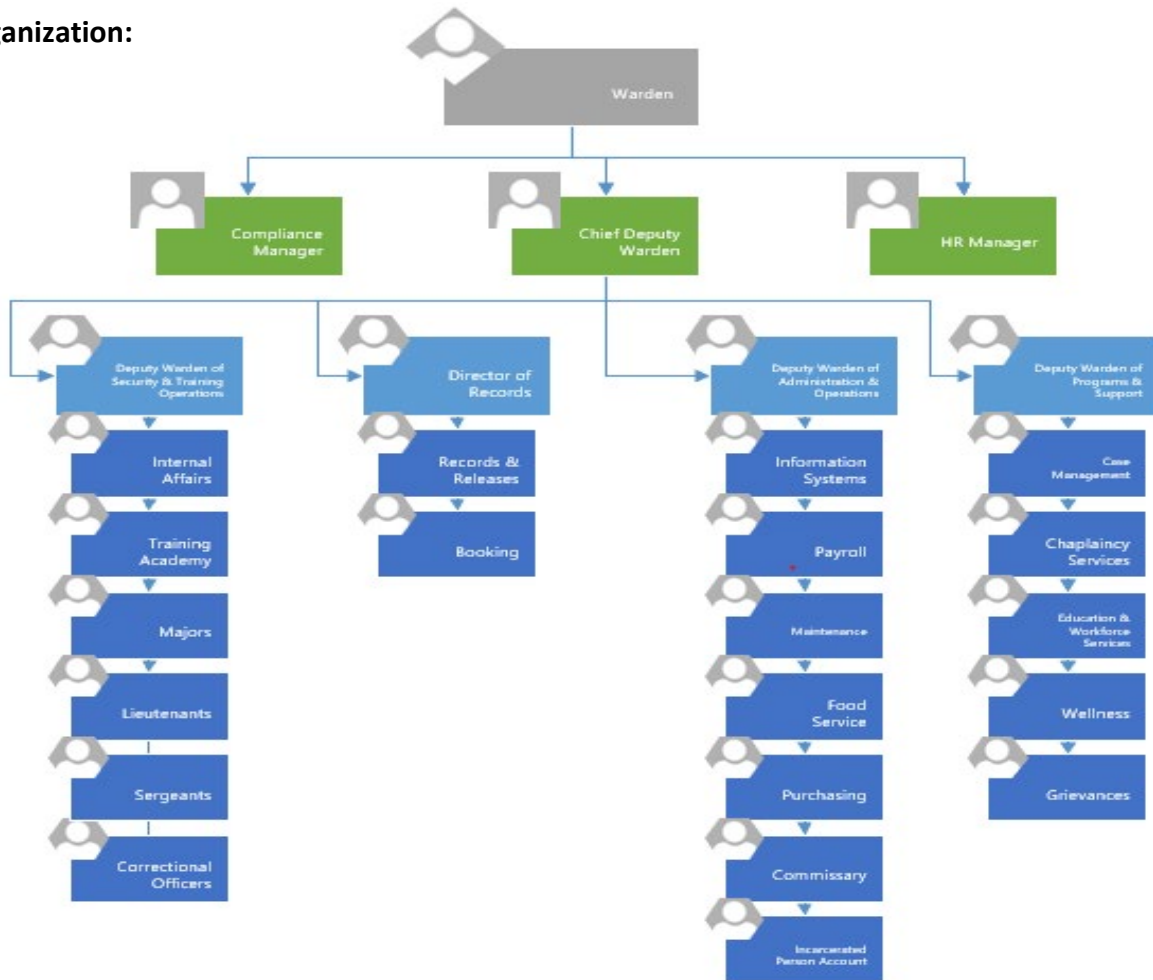 ganization:
Warden
Compliance
Manager
Chief Deputy
Warden
HR Manager
Deputy Warden of
Security & Training
Operations
Director of
Records
Deputy Warden of
Administration &
Operations
Deputy Warden of
Programs &
Support
Internal
Affairs
Records &
Releases
Information
Systems
Case
Management
Training
Academy
Booking
Payroll
Chaplaincy
Services
Majors
Maintenance
Education &
Workforce
Services
Lieutenants
Food
Service
Wellness
Sergeants
Purchasing
Grievances
Correctional
Officers
Commissary
Incarcerated
Person Account